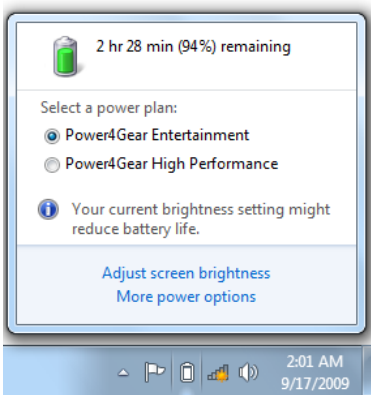 2 hr 28 min (94%) remaining
Select a power plan:
Power4Gear Entertainment
Power4Gear High Performance
Your current brightness setting might
reduce battery life.
Adjust screen brightness
More power options
2:01 AM
9/17/2009